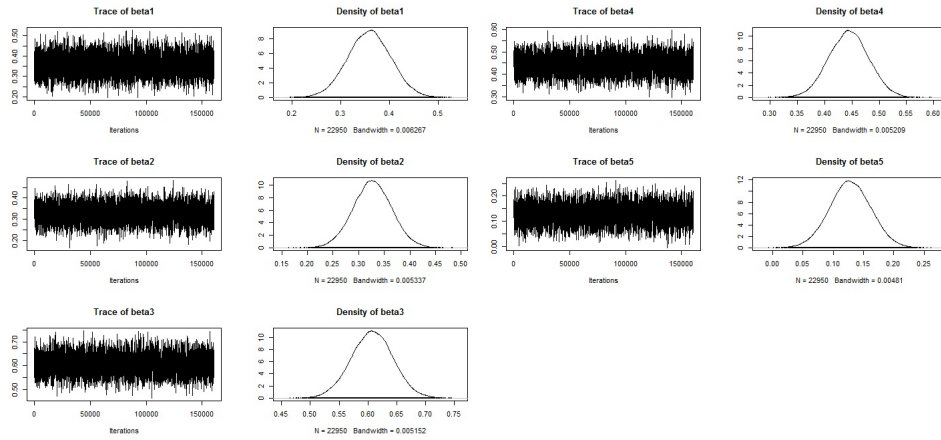 Trace of beta1
0.20 0.30 0.40 0.50
0 50000 100000 150000
Iterations
Density of beta1
0 2 4 6 8
0.2 0.3 0.4 0.5
N = 22950 Bandwidth = 0.006267
Trace of beta4
0.30 0.40 0.50 0.60
0 50000 100000 150000
Iterations
Density of beta4
0 2 4 6 8 10
0.30 0.35 0.40 0.45 0.50 0.55 0.60
N = 22950 Bandwidth = 0.005209
Trace of beta2
0.20 0.30 0.40
0 50000 100000 150000
Iterations
Density of beta2
0 2 4 6 8 10
0.15 0.20 0.25 0.30 0.35 0.40 0.45 0.50
N = 22950 Bandwidth = 0.005337
Trace of beta5
0.00 0.10 0.20
0 50000 100000 150000
Iterations
Density of beta5
0 2 4 6 8 12
0.00 0.05 0.10 0.15 0.20 0.25
N = 22950 Bandwidth = 0.00481
Trace of beta3
0.50 0.60 0.70
0 50000 100000 150000
Iterations
Density of beta3
0 2 4 6 8 10
0.45 0.50 0.55 0.60 0.65 0.70 0.75
N = 22950 Bandwidth = 0.005152